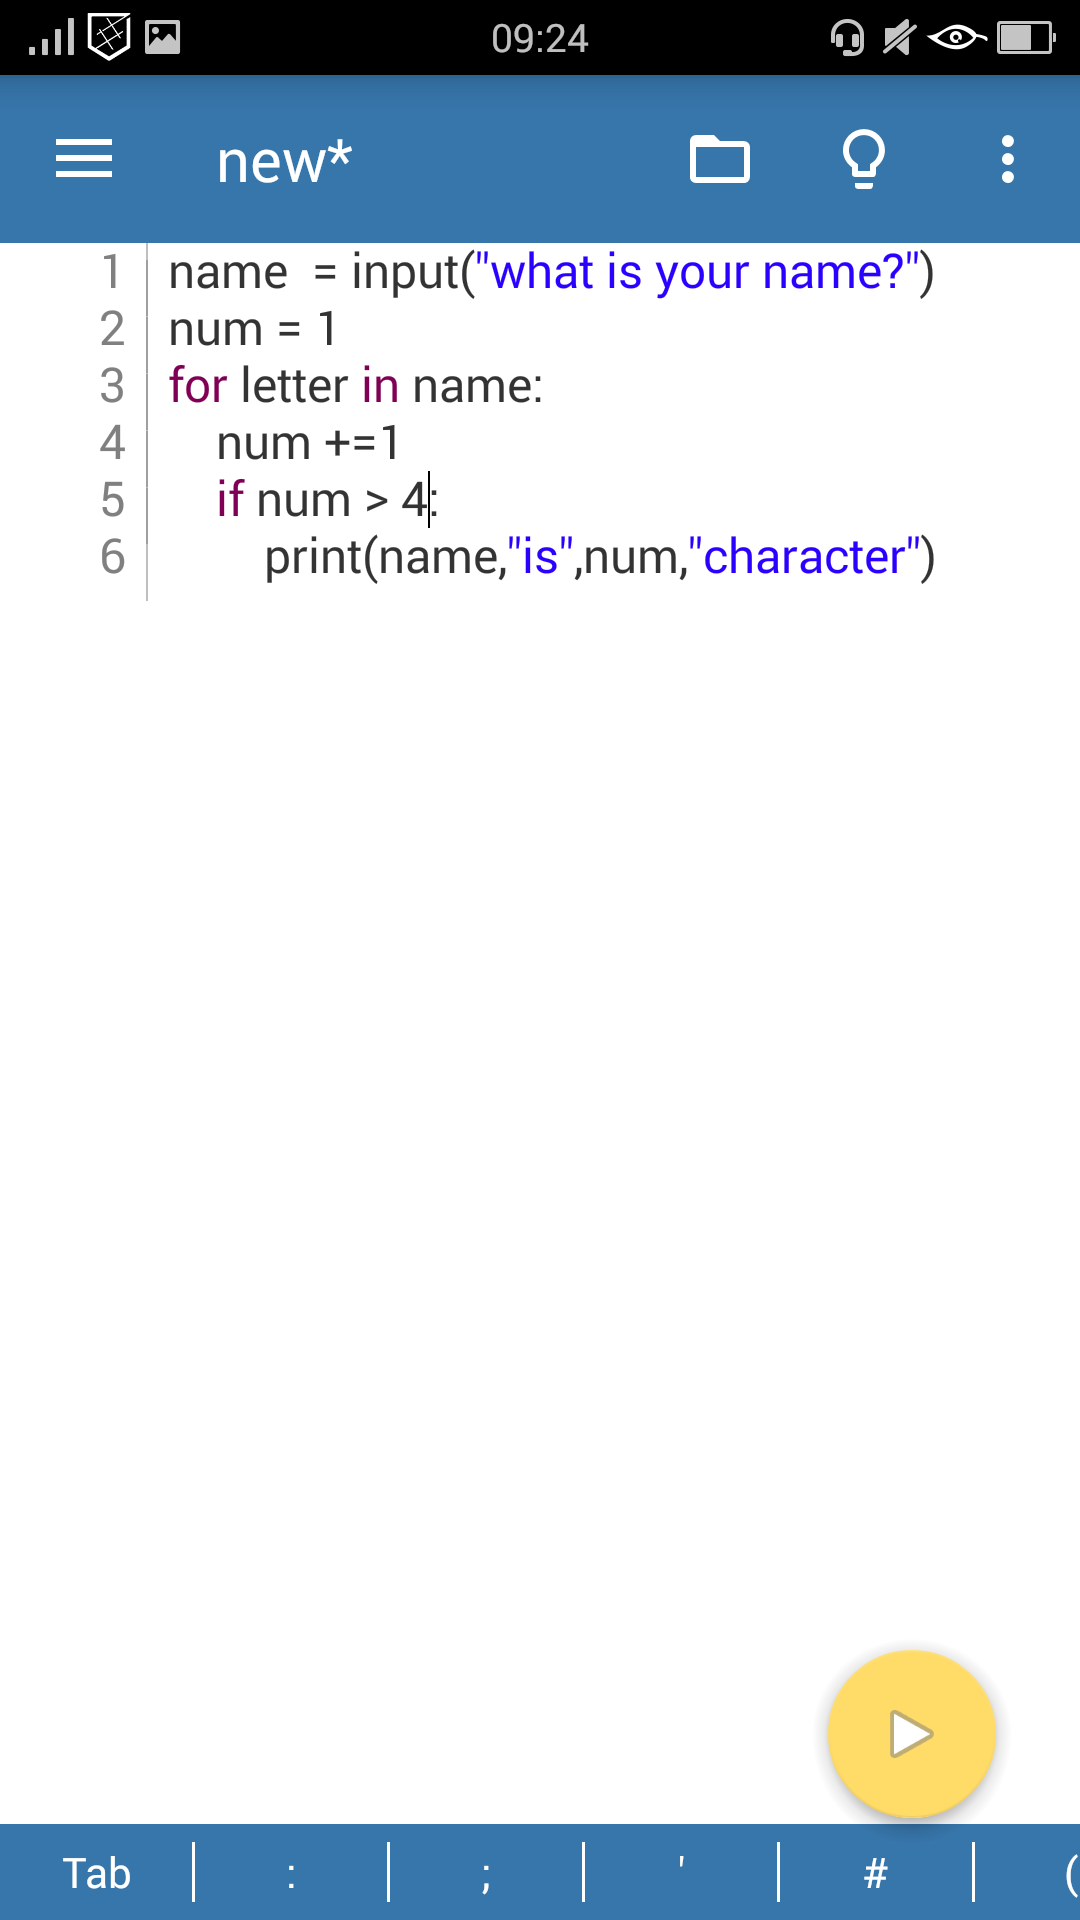 09:24
new*
1 name  = input("what is your name?")
2 num = 1
3 for letter in name:
4     num +=1
5     if num > 4:
6         print(name,"is",num,"character")
Tab : ; ' # (